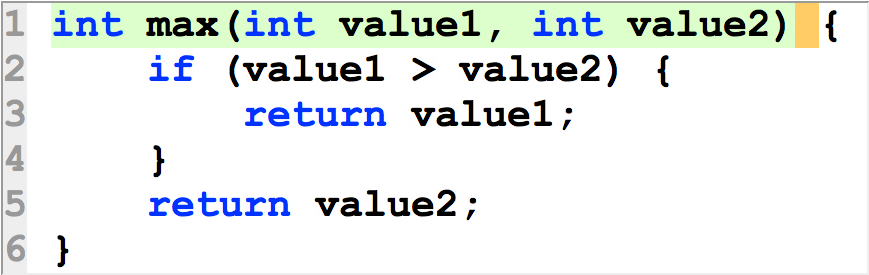 1 int max(int value1, int value2) {
2     if (value1 > value2) {
3         return value1;
4     }
5     return value2;
6 }